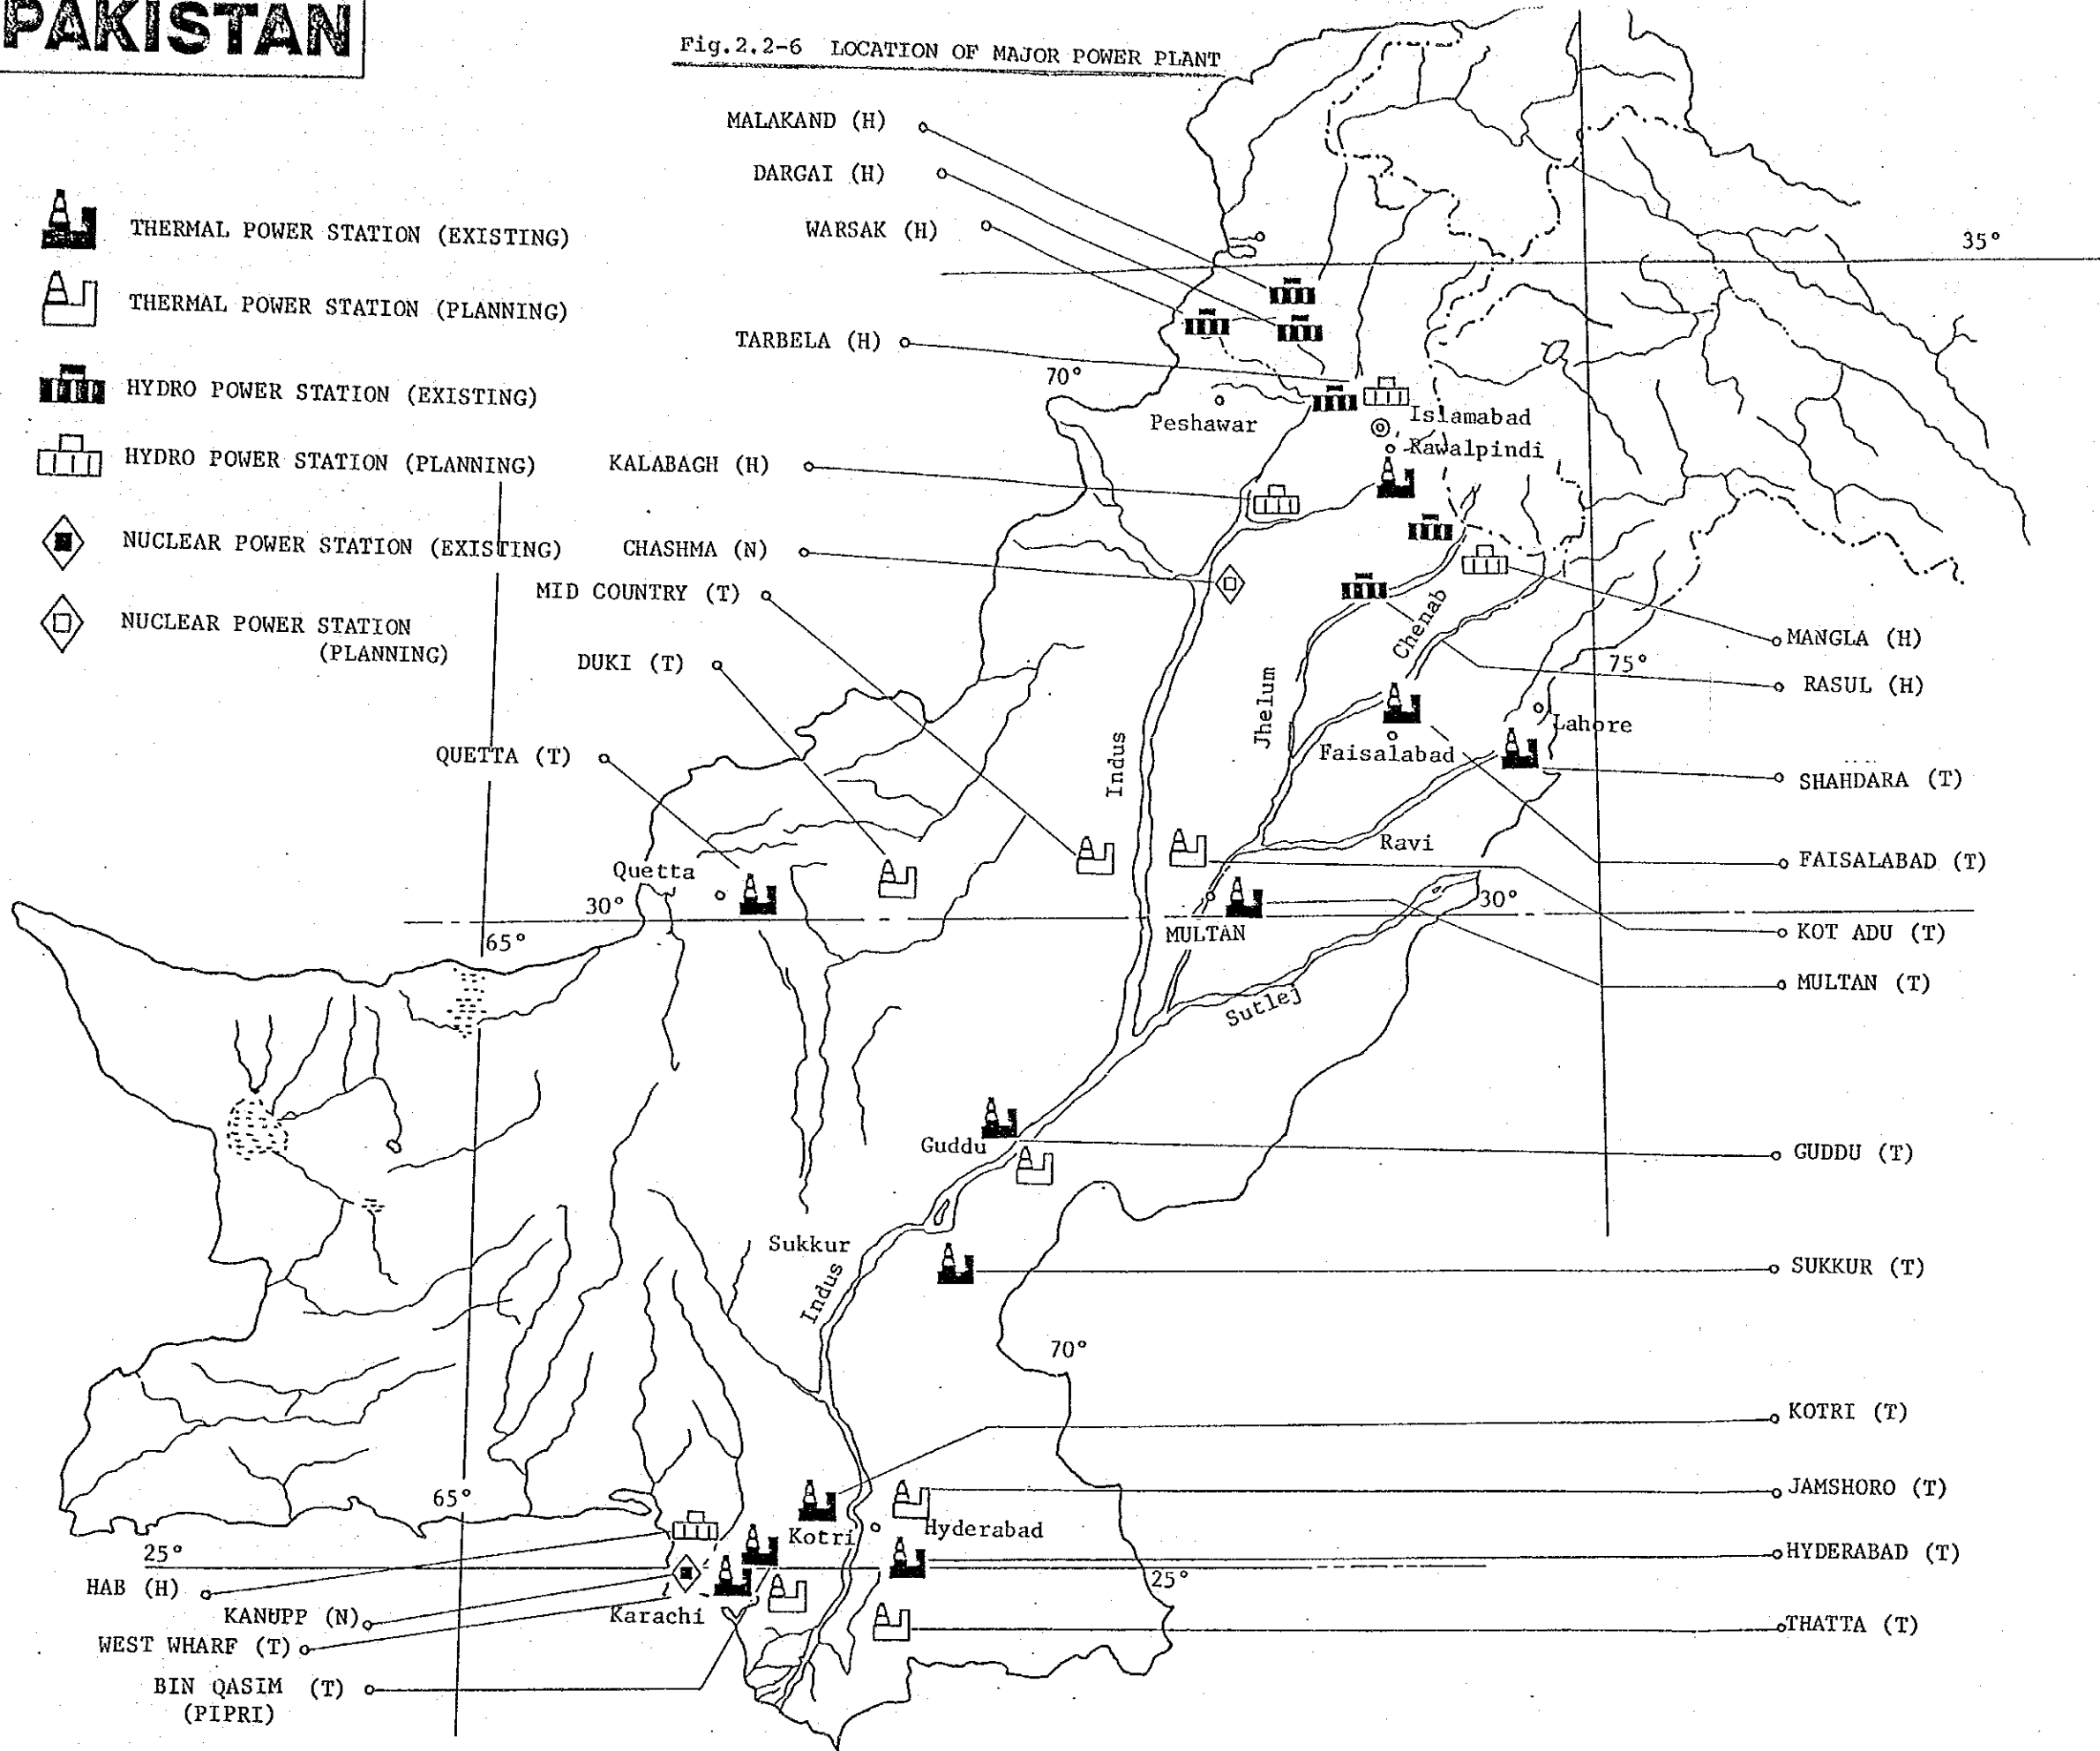 PAKISTAN
Fig.2.2-6 LOCATION OF MAJOR POWER PLANT
THERMAL POWER STATION (EXISTING)
THERMAL POWER STATION (PLANNING)
HYDRO POWER STATION (EXISTING)
HYDRO POWER STATION (PLANNING)
NUCLEAR POWER STATION (EXISTING)
NUCLEAR POWER STATION
(PLANNING)
MALAKAND (H)
DARGAI (H)
WARSAK (H)
TARBELA (H)
KALABAGH (H)
CHASHMA (N)
MID COUNTRY (T)
DUKI (T)
QUETTA (T)
35°
70°
Peshawar
Islamabad
Rawalpindi
Chenab
Jhelum
Indus
75°
Lahore
Faisalabad
Ravi
Quetta
30°
65°
MULTAN
30°
Sutlej
MANGLA (H)
RASUL (H)
SHAHDARA (T)
FAISALABAD (T)
KOT ADU (T)
MULTAN (T)
Guddu
GUDDU (T)
Sukkur
Indus
SUKKUR (T)
70°
KOTRI (T)
65°
JAMSHORO (T)
Kotri
Hyderabad
HYDERABAD (T)
25°
25°
HAB (H)
KANUPP (N)
Karachi
WEST WHARF (T)
THATTA (T)
BIN QASIM (T)
(PIPRI)